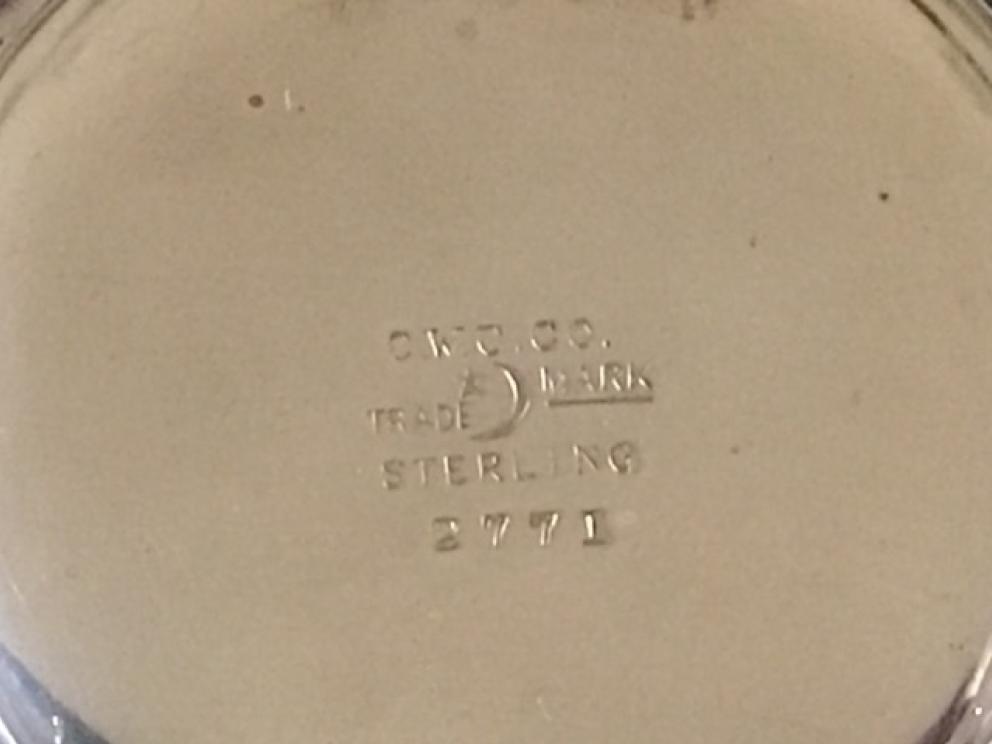 C.W.C.CO.
TRADE MARK
STERLING
2771